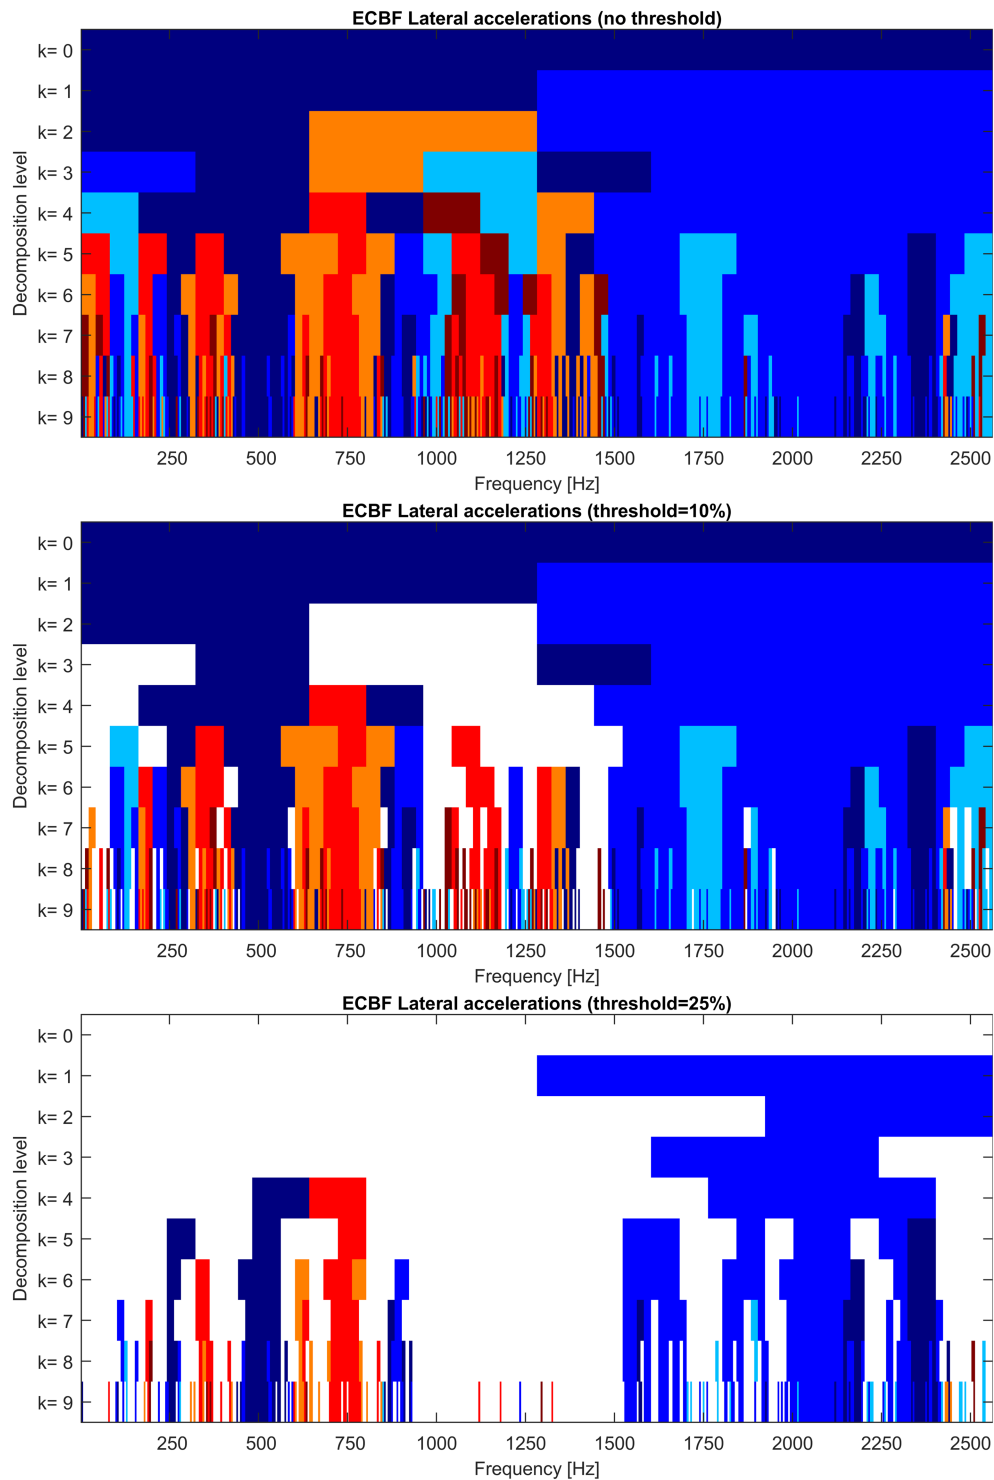 ECBF Lateral accelerations (no threshold)
Decomposition level
k= 0
k= 1
k= 2
k= 3
k= 4
k= 5
k= 6
k= 7
k= 8
k= 9
250 500 750 1000 1250 1500 1750 2000 2250 2500
Frequency [Hz]
ECBF Lateral accelerations (threshold=10%)
Decomposition level
k= 0
k= 1
k= 2
k= 3
k= 4
k= 5
k= 6
k= 7
k= 8
k= 9
250 500 750 1000 1250 1500 1750 2000 2250 2500
Frequency [Hz]
ECBF Lateral accelerations (threshold=25%)
Decomposition level
k= 0
k= 1
k= 2
k= 3
k= 4
k= 5
k= 6
k= 7
k= 8
k= 9
250 500 750 1000 1250 1500 1750 2000 2250 2500
Frequency [Hz]